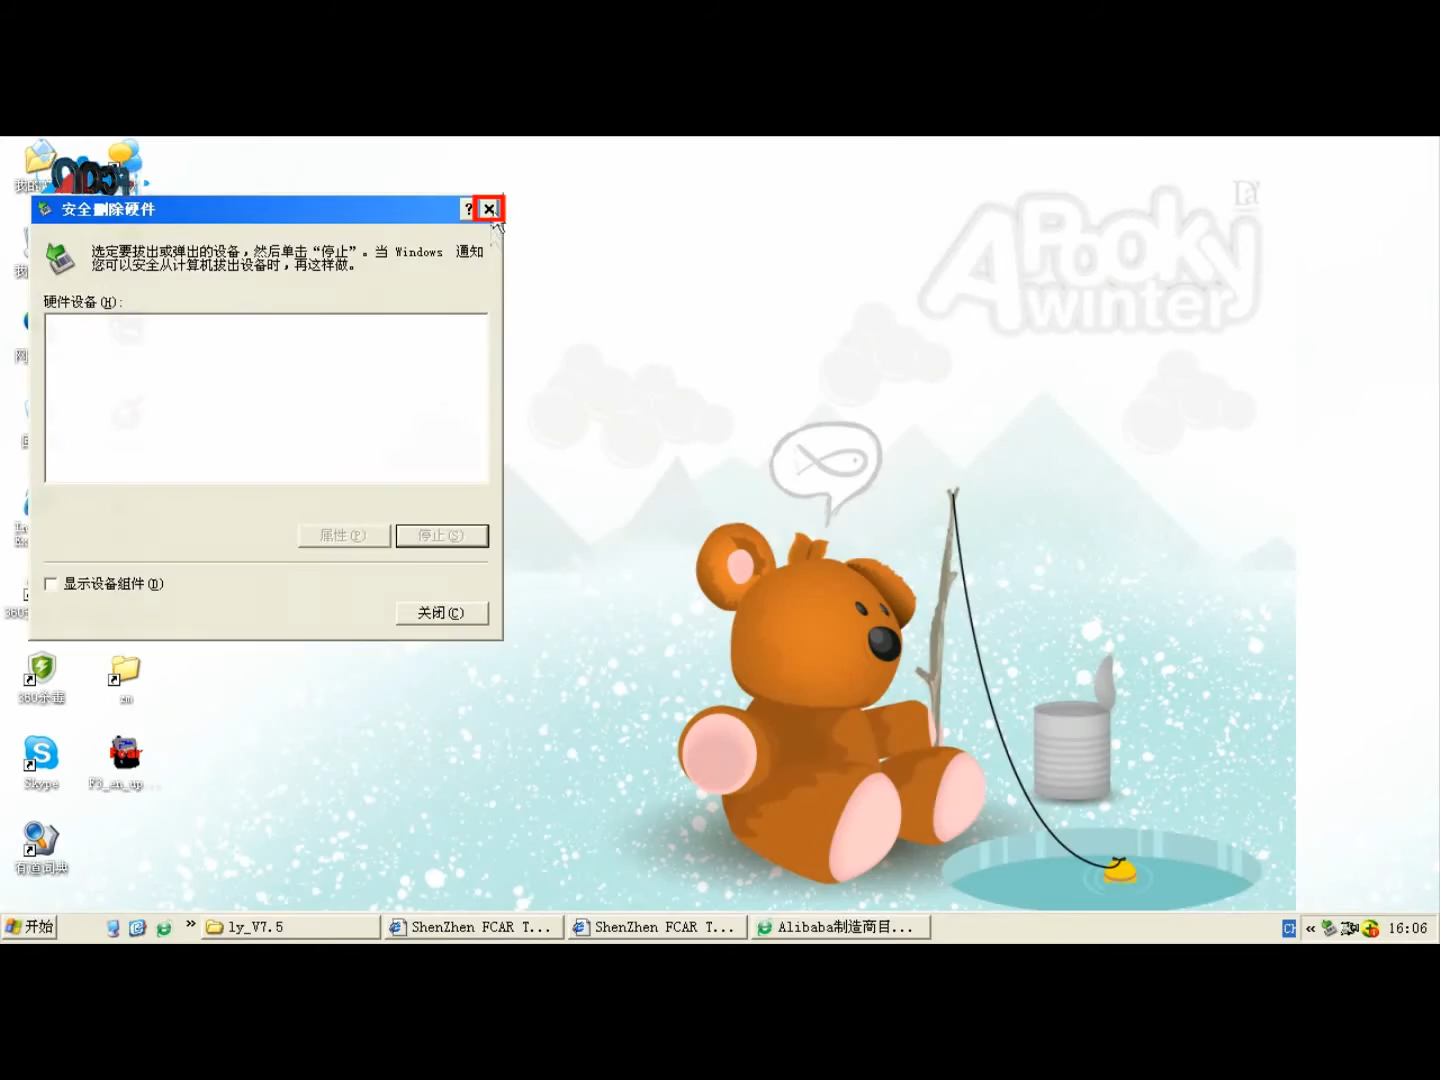 安全删除硬件
选定要拔出或弹出的设备，然后单击“停止”。当 Windows 通知
您可以安全从计算机拔出设备时，再这样做。
硬件设备(H):
属性(P)
停止(S)
显示设备组件(D)
关闭(C)
A Pooky
winter
360杀毒
zm
Skype
F3_en_up...
有道词典
开始
»
ly_V7.5
ShenZhen FCAR T...
ShenZhen FCAR T...
Alibaba制造商目...
CH
«
16:06